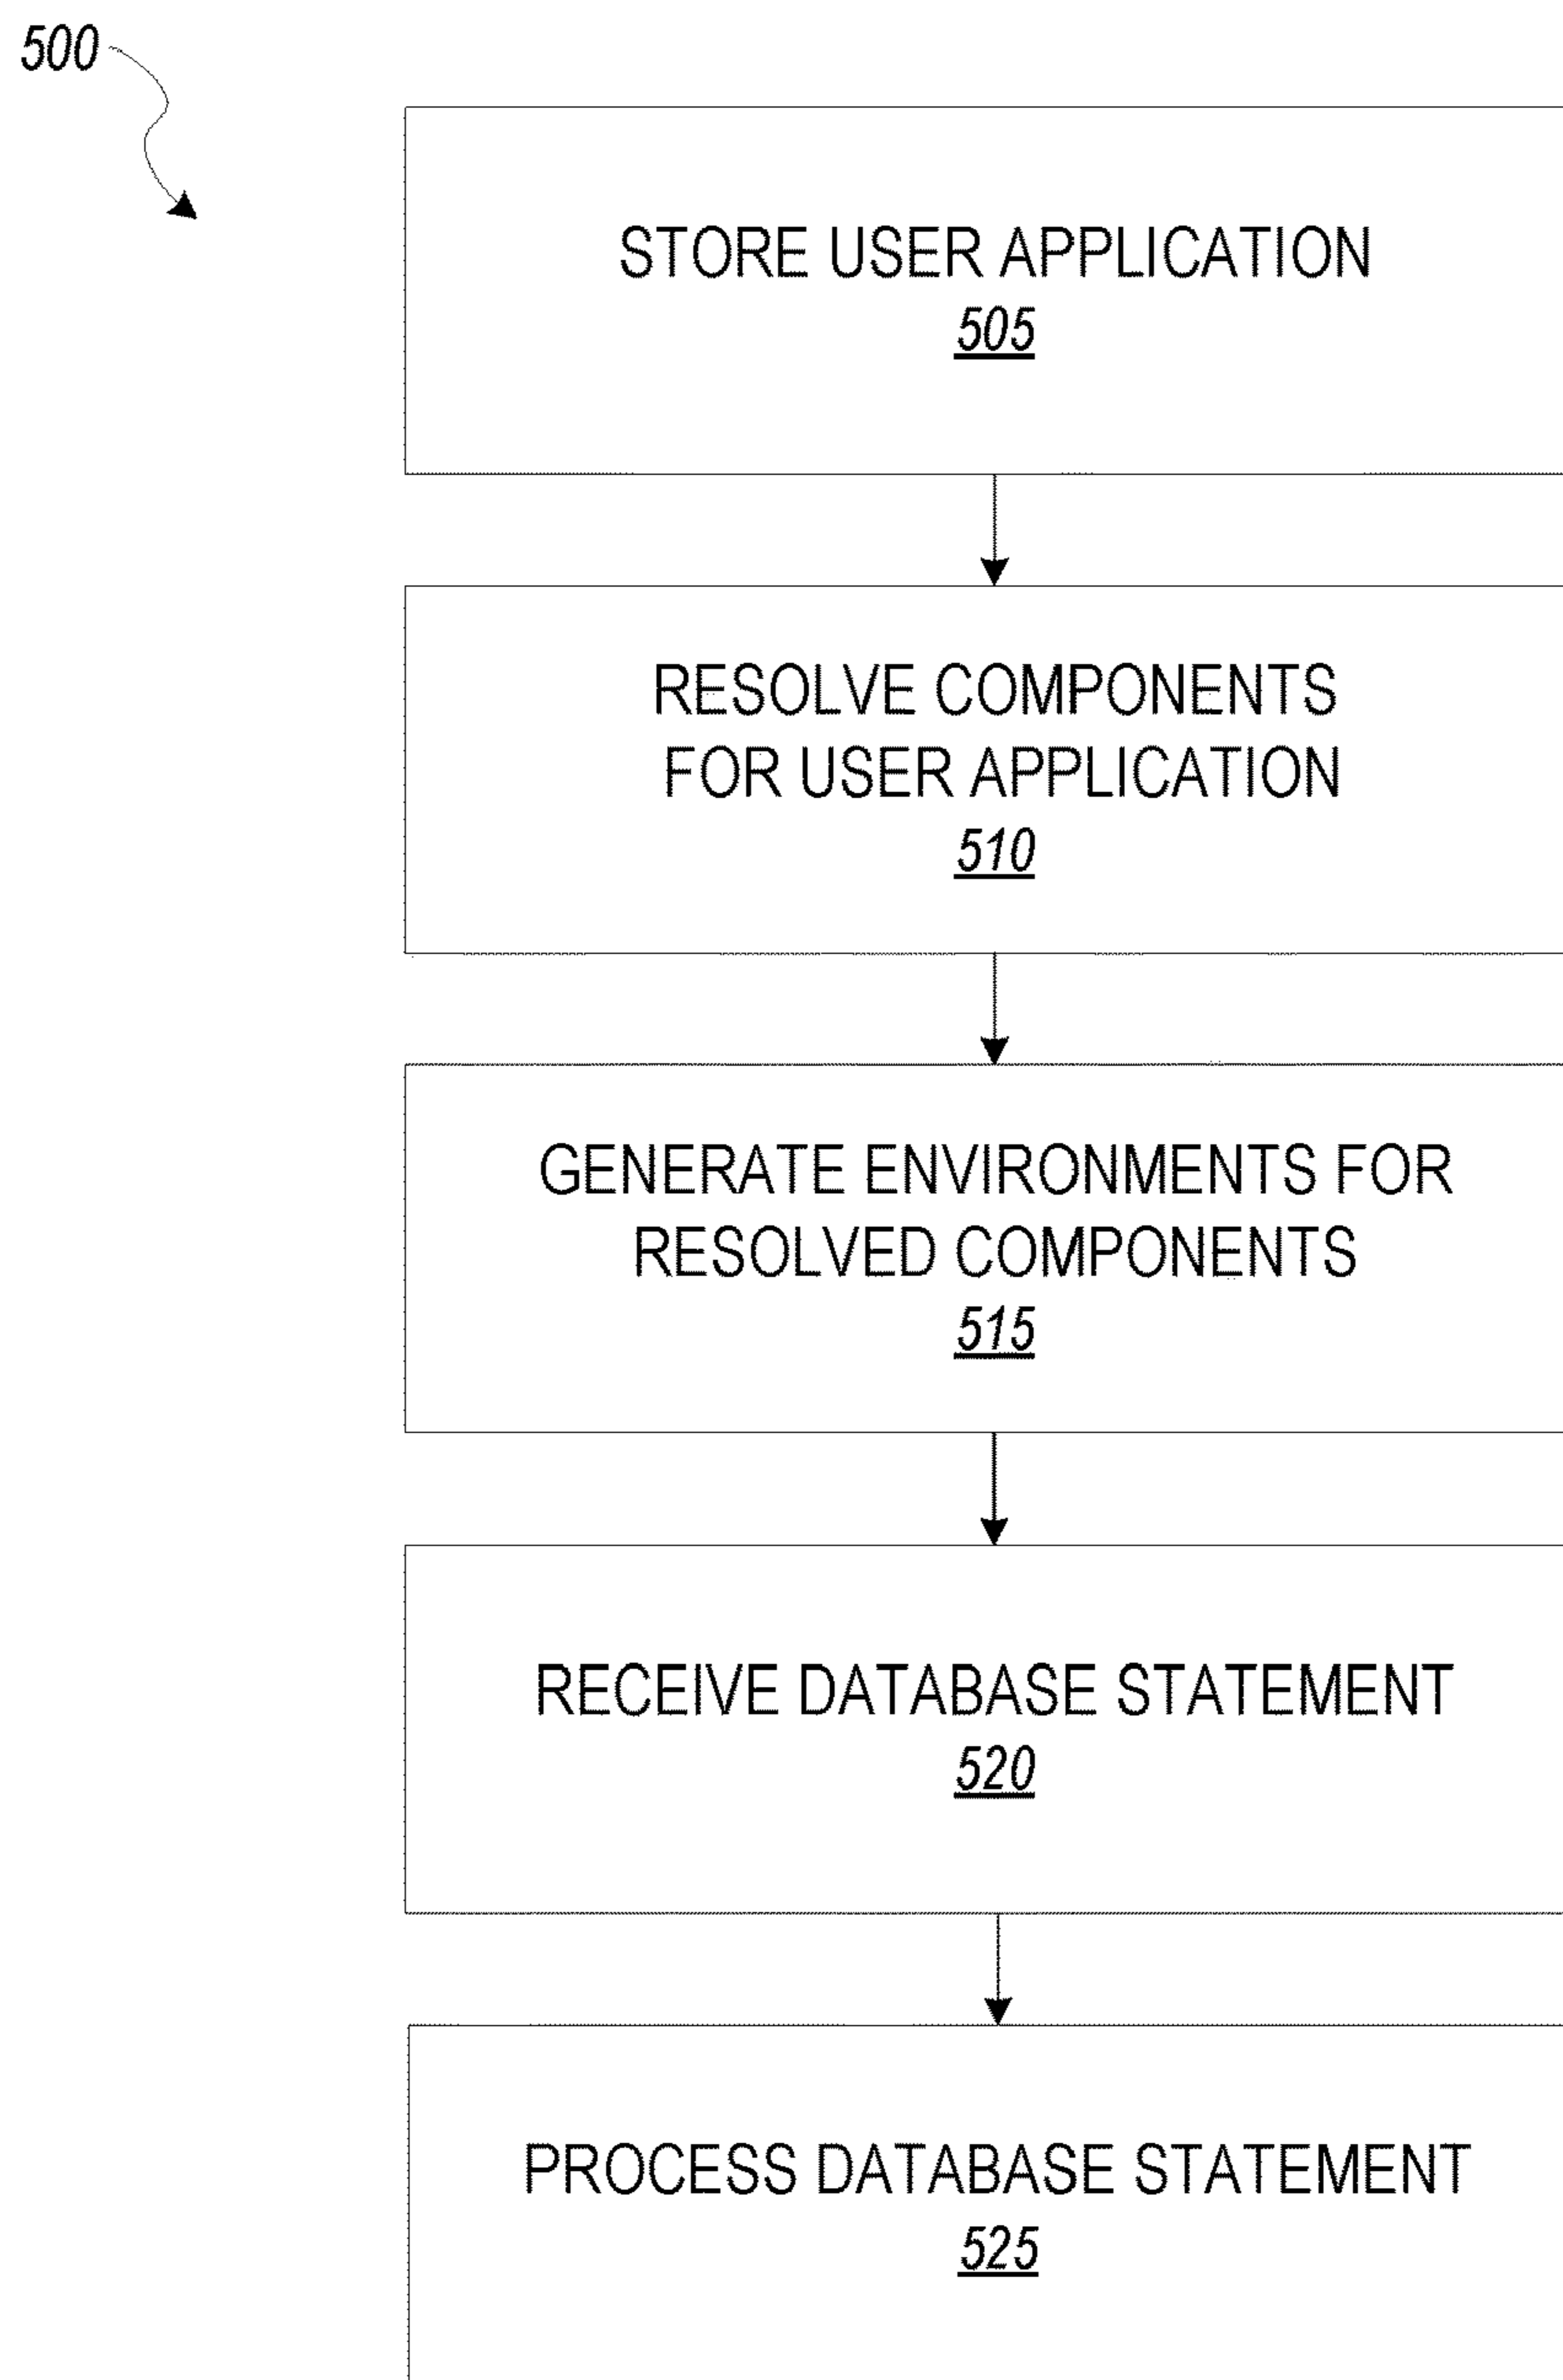 500
STORE USER APPLICATION
505
RESOLVE COMPONENTS
FOR USER APPLICATION
510
GENERATE ENVIRONMENTS FOR
RESOLVED COMPONENTS
515
RECEIVE DATABASE STATEMENT
520
PROCESS DATABASE STATEMENT
525